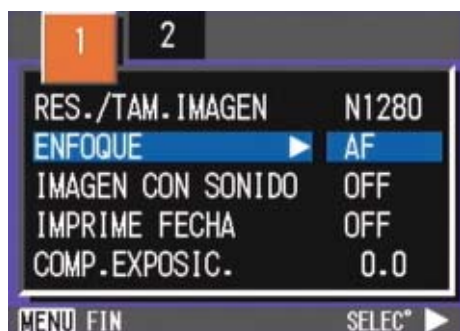 1 2
RES./TAM.IMAGEN N1280
ENFOQUE ▶ AF
IMAGEN CON SONIDO OFF
IMPRIME FECHA OFF
COMP.EXPOSIC. 0.0
MENU FIN SELEC° ▶